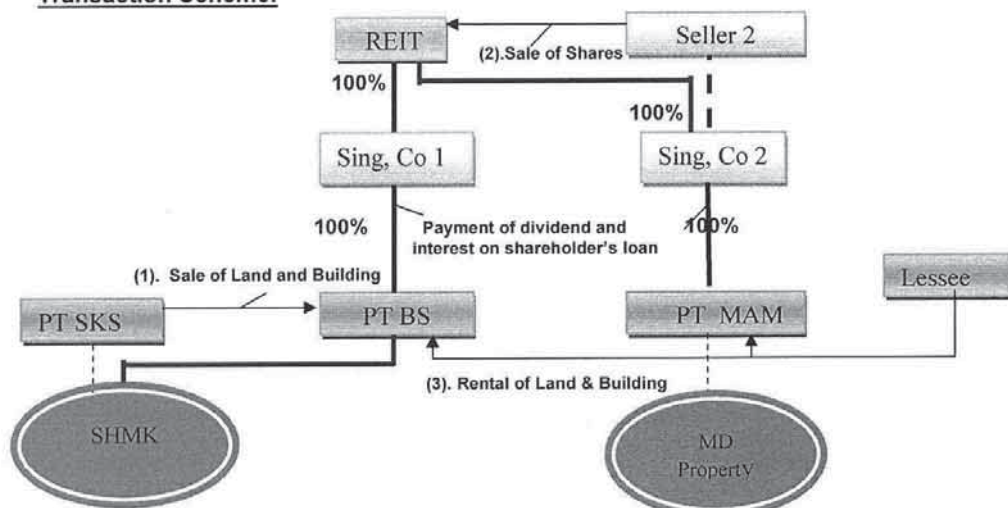 Transaction Scheme:
REIT
Seller 2
(2).Sale of Shares
100%
100%
Sing, Co 1
Sing, Co 2
100%
Payment of dividend and
interest on shareholder's loan
100%
(1). Sale of Land and Building
Lessee
PT SKS
PT BS
PT MAM
(3). Rental of Land & Building
SHMK
MD
Property